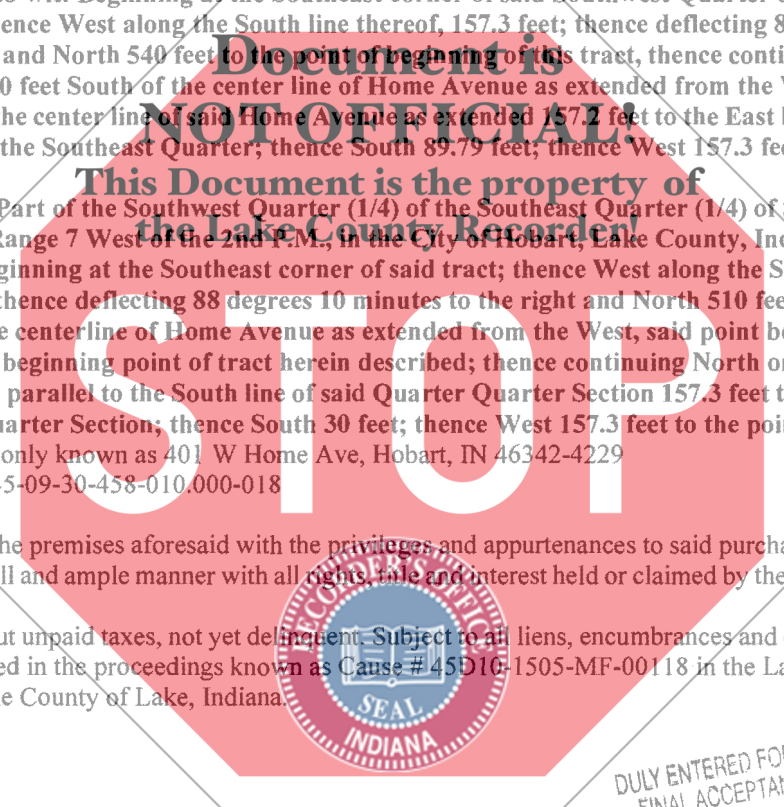 ence West along the South line thereof, 157.3 feet; thence deflecting 8
and North 540 feet to the point of beginning of this tract, thence conti
0 feet South of the center line of Home Avenue as extended from the
he center line of said Home Avenue as extended 157.2 feet to the East
the Southeast Quarter; thence South 89.79 feet; thence West 157.3 fe
Document is
NOT OFFICIAL!
This Document is the property of
the Lake County Recorder!
Part of the Southwest Quarter (1/4) of the Southeast Quarter (1/4) of
Range 7 West of the 2nd P.M., in the City of Hobart, Lake County, In
ginning at the Southeast corner of said tract; thence West along the S
thence deflecting 88 degrees 10 minutes to the right and North 510 fee
e centerline of Home Avenue as extended from the West, said point b
beginning point of tract herein described; thence continuing North o
parallel to the South line of said Quarter Quarter Section 157.3 feet t
uarter Section; thence South 30 feet; thence West 157.3 feet to the poi
only known as 401 W Home Ave, Hobart, IN 46342-4229
5-09-30-458-010.000-018
STOP
he premises aforesaid with the privileges and appurtenances to said purcha
ll and ample manner with all rights, title and interest held or claimed by the
ut unpaid taxes, not yet delinquent. Subject to all liens, encumbrances and
ed in the proceedings known as Cause # 45D10-1505-MF-00118 in the La
e County of Lake, Indiana.
RECORDER'S OFFICE
SEAL
INDIANA
DULY ENTERED FO
FINAL ACCEPTAN